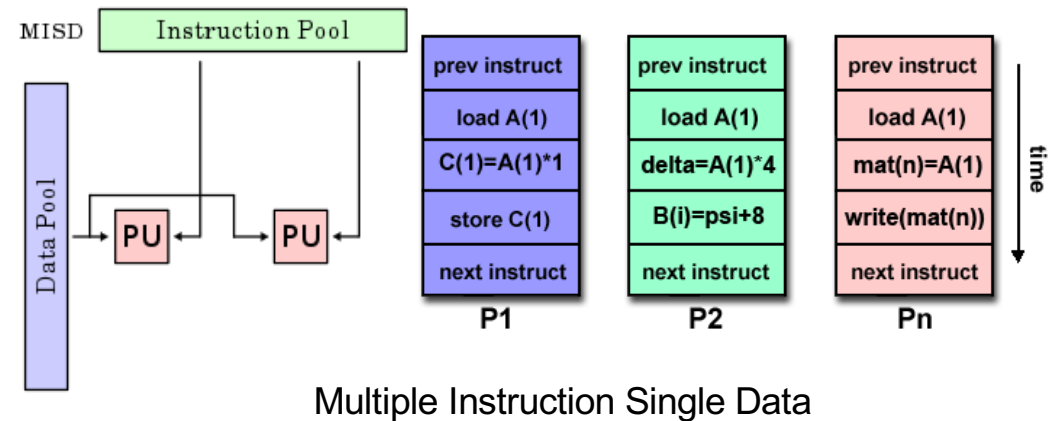 MISD
Instruction Pool
Data Pool
PU
PU
prev instruct
load A(1)
C(1)=A(1)*1
store C(1)
next instruct
P1
prev instruct
load A(1)
delta=A(1)*4
B(i)=psi+8
next instruct
P2
prev instruct
load A(1)
mat(n)=A(1)
write(mat(n))
next instruct
Pn
time
Multiple Instruction Single Data